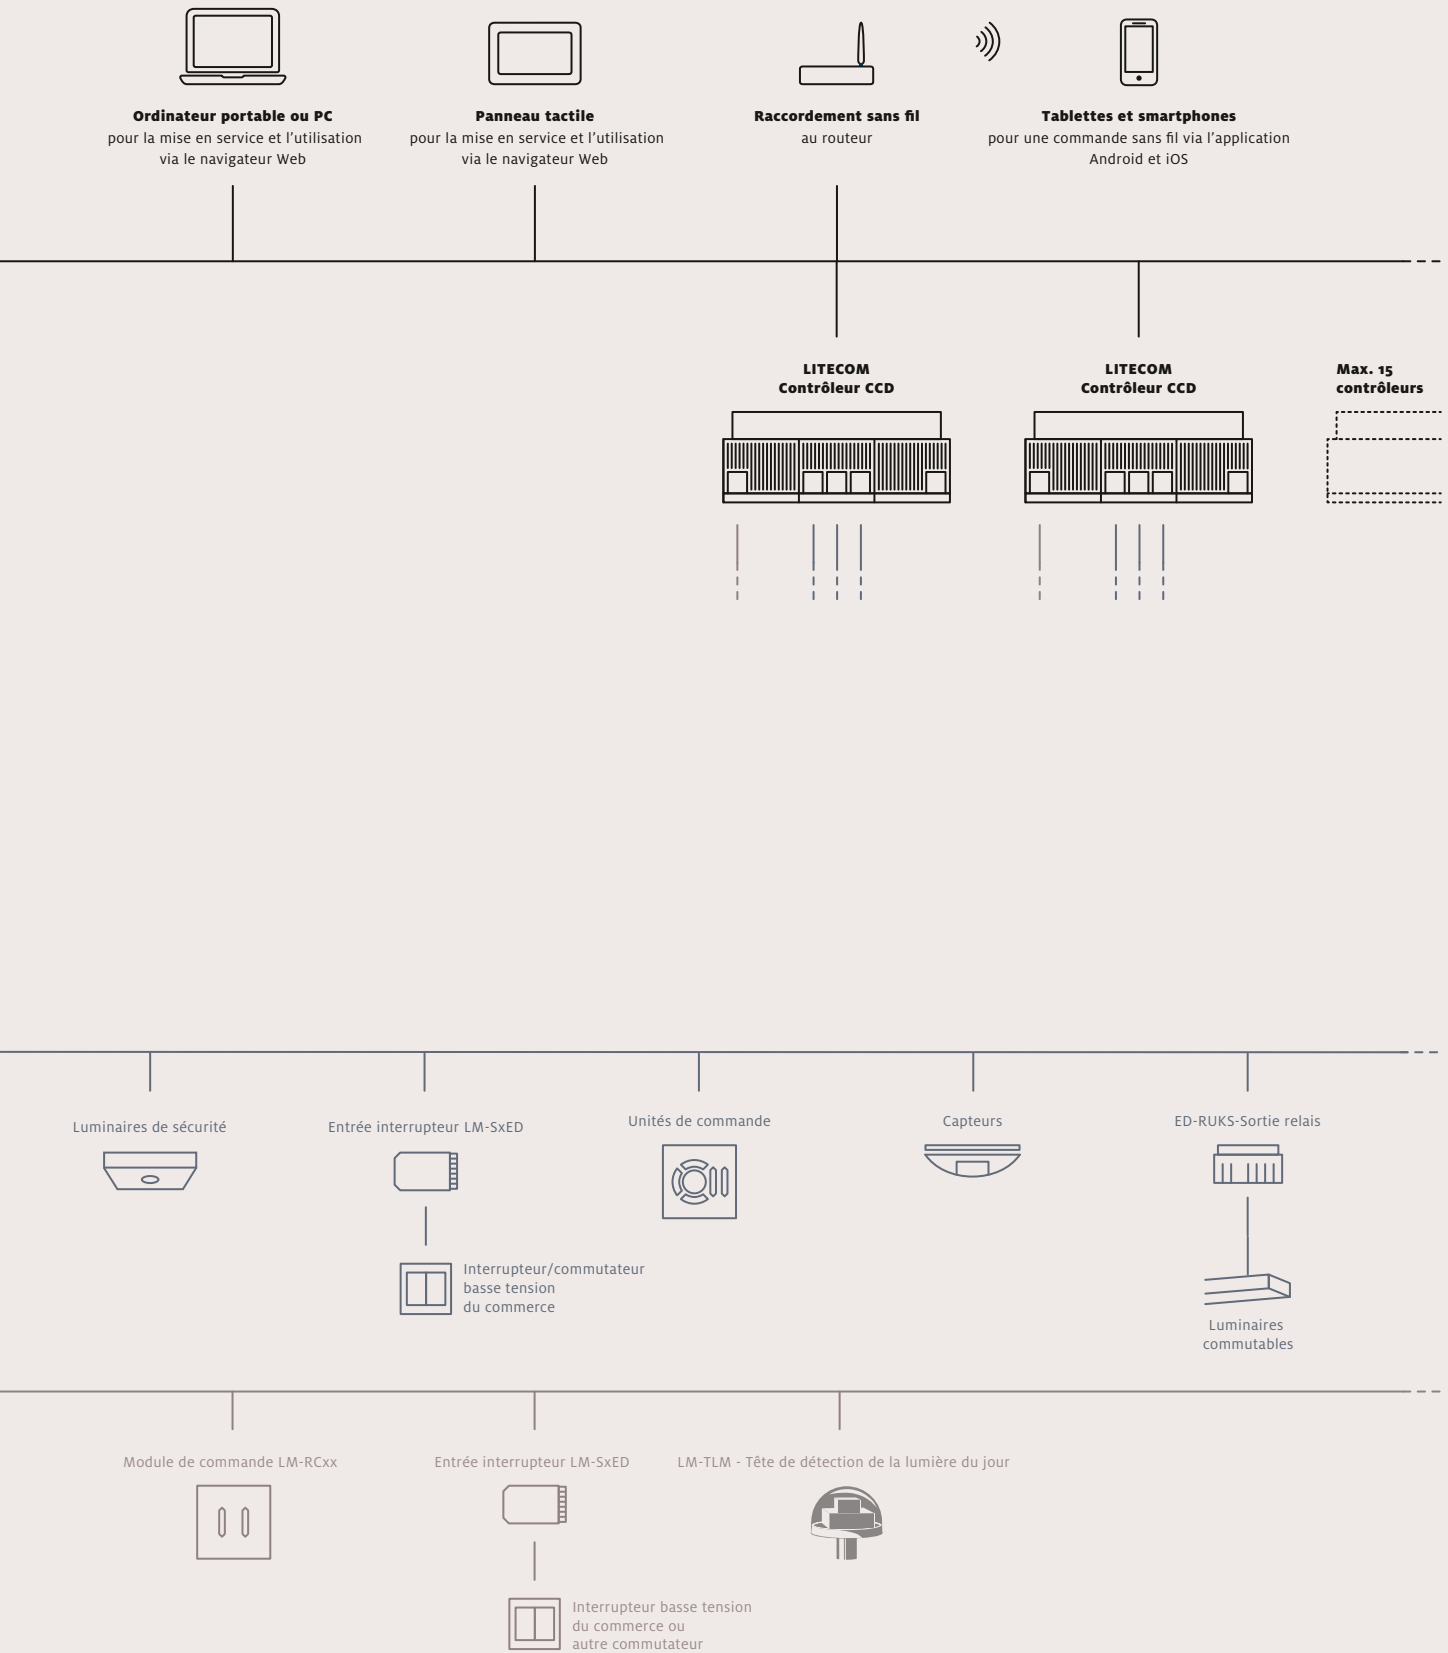 Ordinateur portable ou PC
pour la mise en service et l’utilisation
via le navigateur Web
Panneau tactile
pour la mise en service et l’utilisation
via le navigateur Web
Raccordement sans fil
au routeur
Tablettes et smartphones
pour une commande sans fil via l’application
Android et iOS
LITECOM
Contrôleur CCD
LITECOM
Contrôleur CCD
Max. 15
contrôleurs
Luminaires de sécurité
Entrée interrupteur LM-SxED
Interrupteur/commutateur
basse tension
du commerce
Unités de commande
Capteurs
ED-RUKS-Sortie relais
Luminaires
commutables
Module de commande LM-RCxx
Entrée interrupteur LM-SxED
Interrupteur basse tension
du commerce ou
autre commutateur
LM-TLM - Tête de détection de la lumière du jour